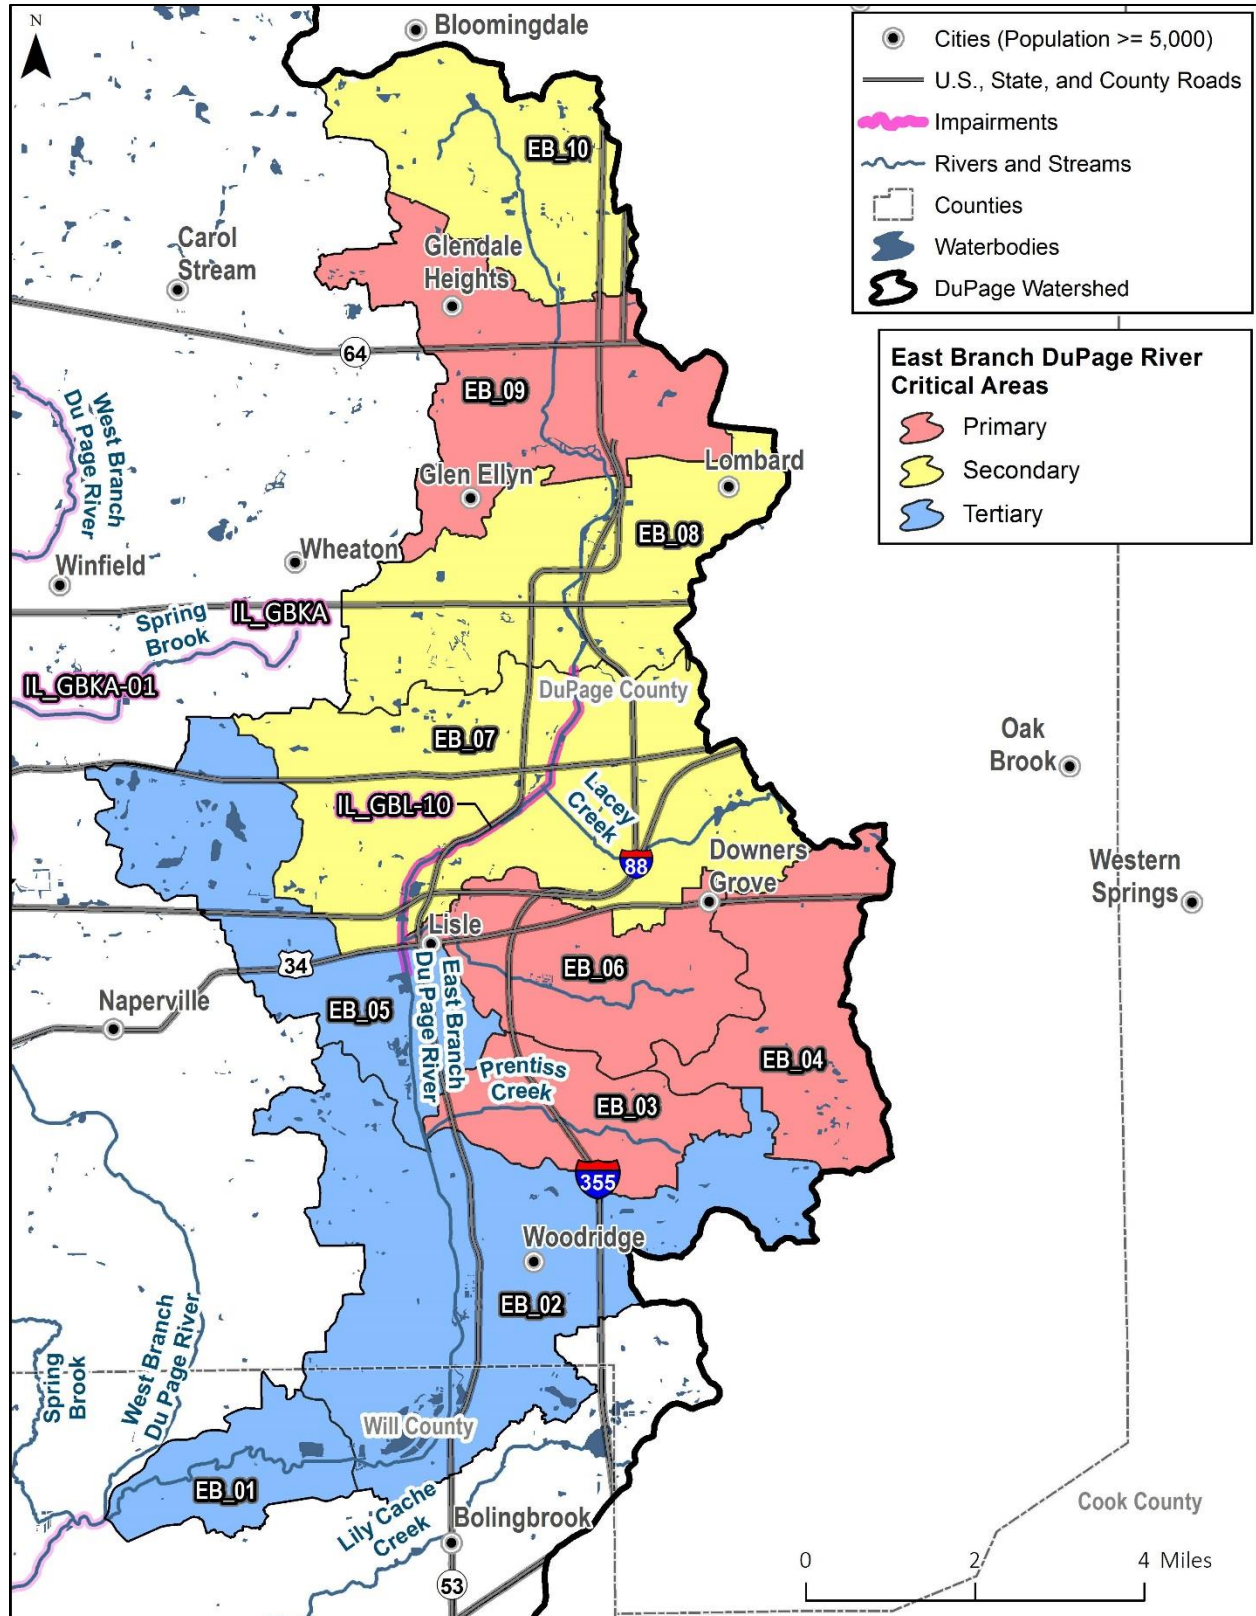 N
Bloomingdale
Cities (Population >= 5,000)
U.S., State, and County Roads
Impairments
Rivers and Streams
Counties
Waterbodies
DuPage Watershed
East Branch DuPage River
Critical Areas
Primary
Secondary
Tertiary
EB_10
Carol
Stream
Glendale
Heights
64
EB_09
West Branch
Du Page River
Glen Ellyn
Lombard
EB_08
Wheaton
Winfield
IL_GBKA
Spring
Brook
IL_GBKA-01
DuPage County
EB_07
Oak
Brook
IL_GBL-10
Lacey
Creek
88
Downers
Grove
Western
Springs
Lisle
34
EB_06
Naperville
EB_05
East Branch
Du Page River
EB_04
Prentiss
Creek
EB_03
355
Woodridge
EB_02
West Branch
Du Page River
Spring
Brook
Will County
EB_01
Lily Cache
Creek
Bolingbrook
Cook County
53
0 2 4 Miles